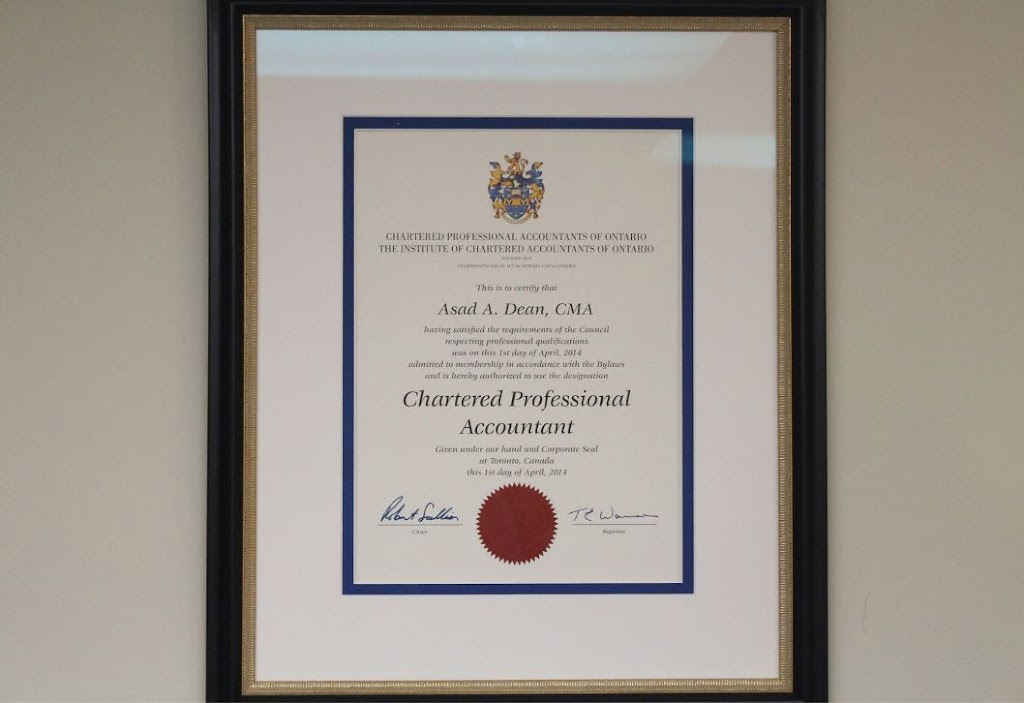 CHARTERED PROFESSIONAL ACCOUNTANTS OF ONTARIO
THE INSTITUTE OF CHARTERED ACCOUNTANTS OF ONTARIO
This is to certify that
Asad A. Dean, CMA
having satisfied the requirements of the Council
respecting professional qualifications
was on this 1st day of April, 2014
admitted to membership in accordance with the Bylaws
and is hereby authorized to use the designation
Chartered Professional
Accountant
Given under our hand and Corporate Seal
at Toronto, Canada
this 1st day of April, 2014
Chair
Registrar